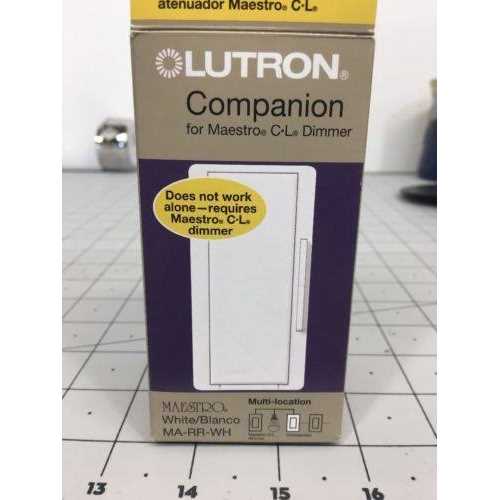 atenuador Maestro® C•L®
LUTRON®
Companion
for Maestro® C•L® Dimmer
Does not work
alone—requires
Maestro® C•L®
dimmer
MAESTRO®
White/Blanco
MA-RR-WH
Multi-location
13
14
15
16